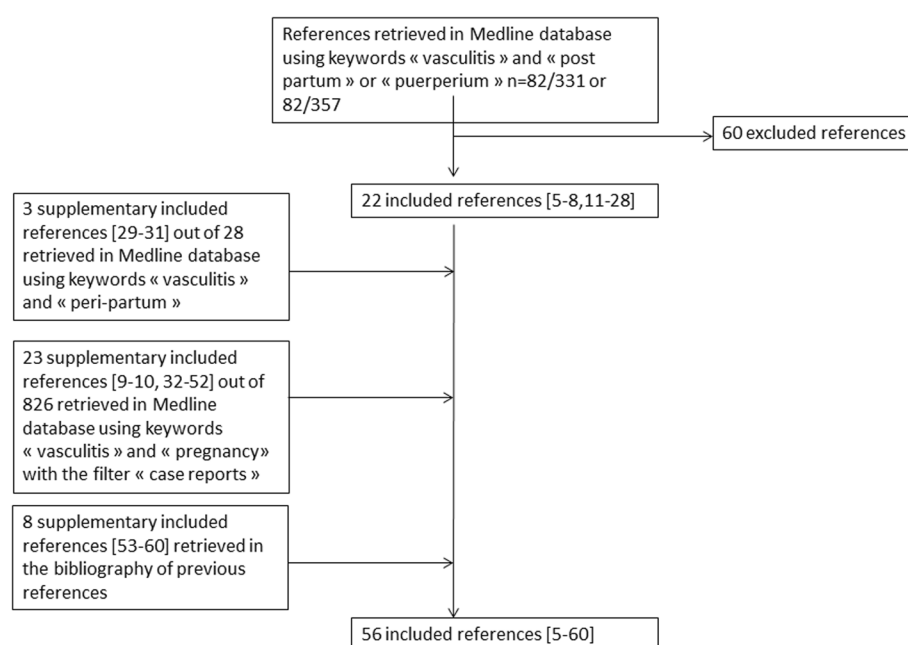 References retrieved in Medline database
using keywords « vasculitis » and « post
partum » or « puerperium » n=82/331 or
82/357
60 excluded references
22 included references [5-8,11-28]
3 supplementary included
references [29-31] out of 28
retrieved in Medline database
using keywords « vasculitis »
and « peri-partum »
23 supplementary included
references [9-10, 32-52] out of
826 retrieved in Medline
database using keywords
« vasculitis » and « pregnancy»
with the filter « case reports »
8 supplementary included
references [53-60] retrieved in
the bibliography of previous
references
56 included references [5-60]